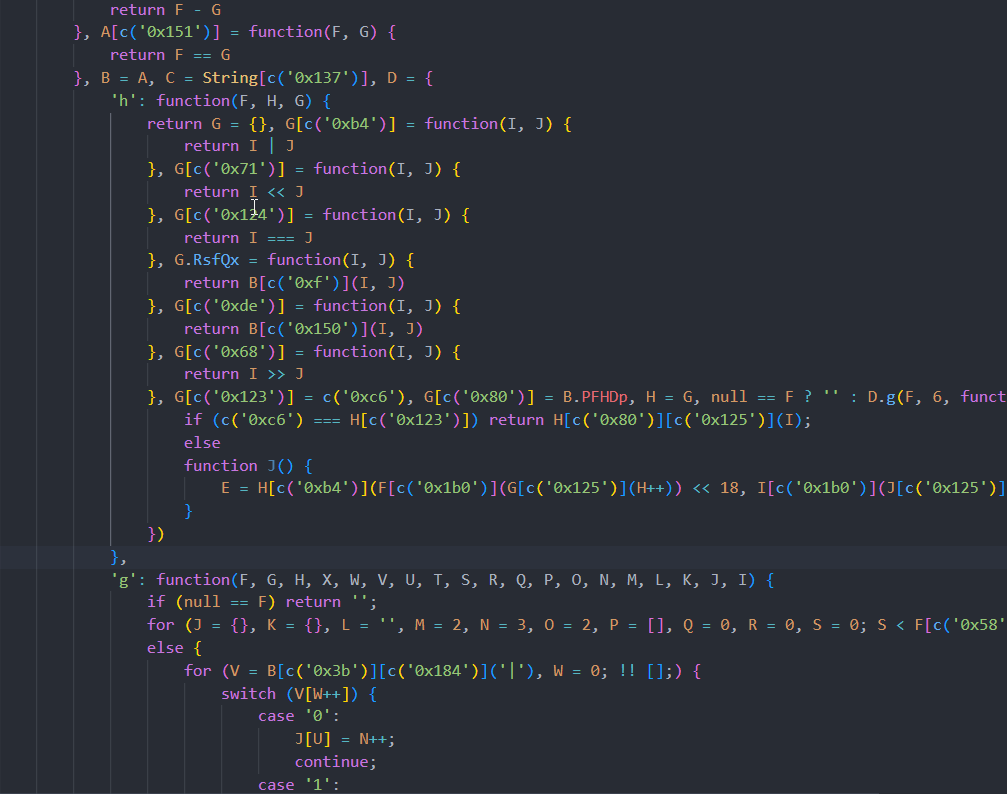 return F - G
}, A[c('0x151')] = function(F, G) {
return F == G
}, B = A, C = String[c('0x137')], D = {
'h': function(F, H, G) {
return G = {}, G[c('0xb4')] = function(I, J) {
return I | J
}, G[c('0x71')] = function(I, J) {
return I << J
}, G[c('0x124')] = function(I, J) {
return I === J
}, G.RsfQx = function(I, J) {
return B[c('0xf')](I, J)
}, G[c('0xde')] = function(I, J) {
return B[c('0x150')](I, J)
}, G[c('0x68')] = function(I, J) {
return I >> J
}, G[c('0x123')] = c('0xc6'), G[c('0x80')] = B.PFHDp, H = G, null == F ? '' : D.g(F, 6, funct
if (c('0xc6') === H[c('0x123')]) return H[c('0x80')][c('0x125')](I);
else
function J() {
E = H[c('0xb4')](F[c('0x1b0')](G[c('0x125')](H++)) << 18, I[c('0x1b0')](J[c('0x125')]
}
})
},
'g': function(F, G, H, X, W, V, U, T, S, R, Q, P, O, N, M, L, K, J, I) {
if (null == F) return '';
for (J = {}, K = {}, L = '', M = 2, N = 3, O = 2, P = [], Q = 0, R = 0, S = 0; S < F[c('0x58'
else {
for (V = B[c('0x3b')][c('0x184')]('|'), W = 0; !! [];) {
switch (V[W++]) {
case '0':
J[U] = N++;
continue;
case '1':